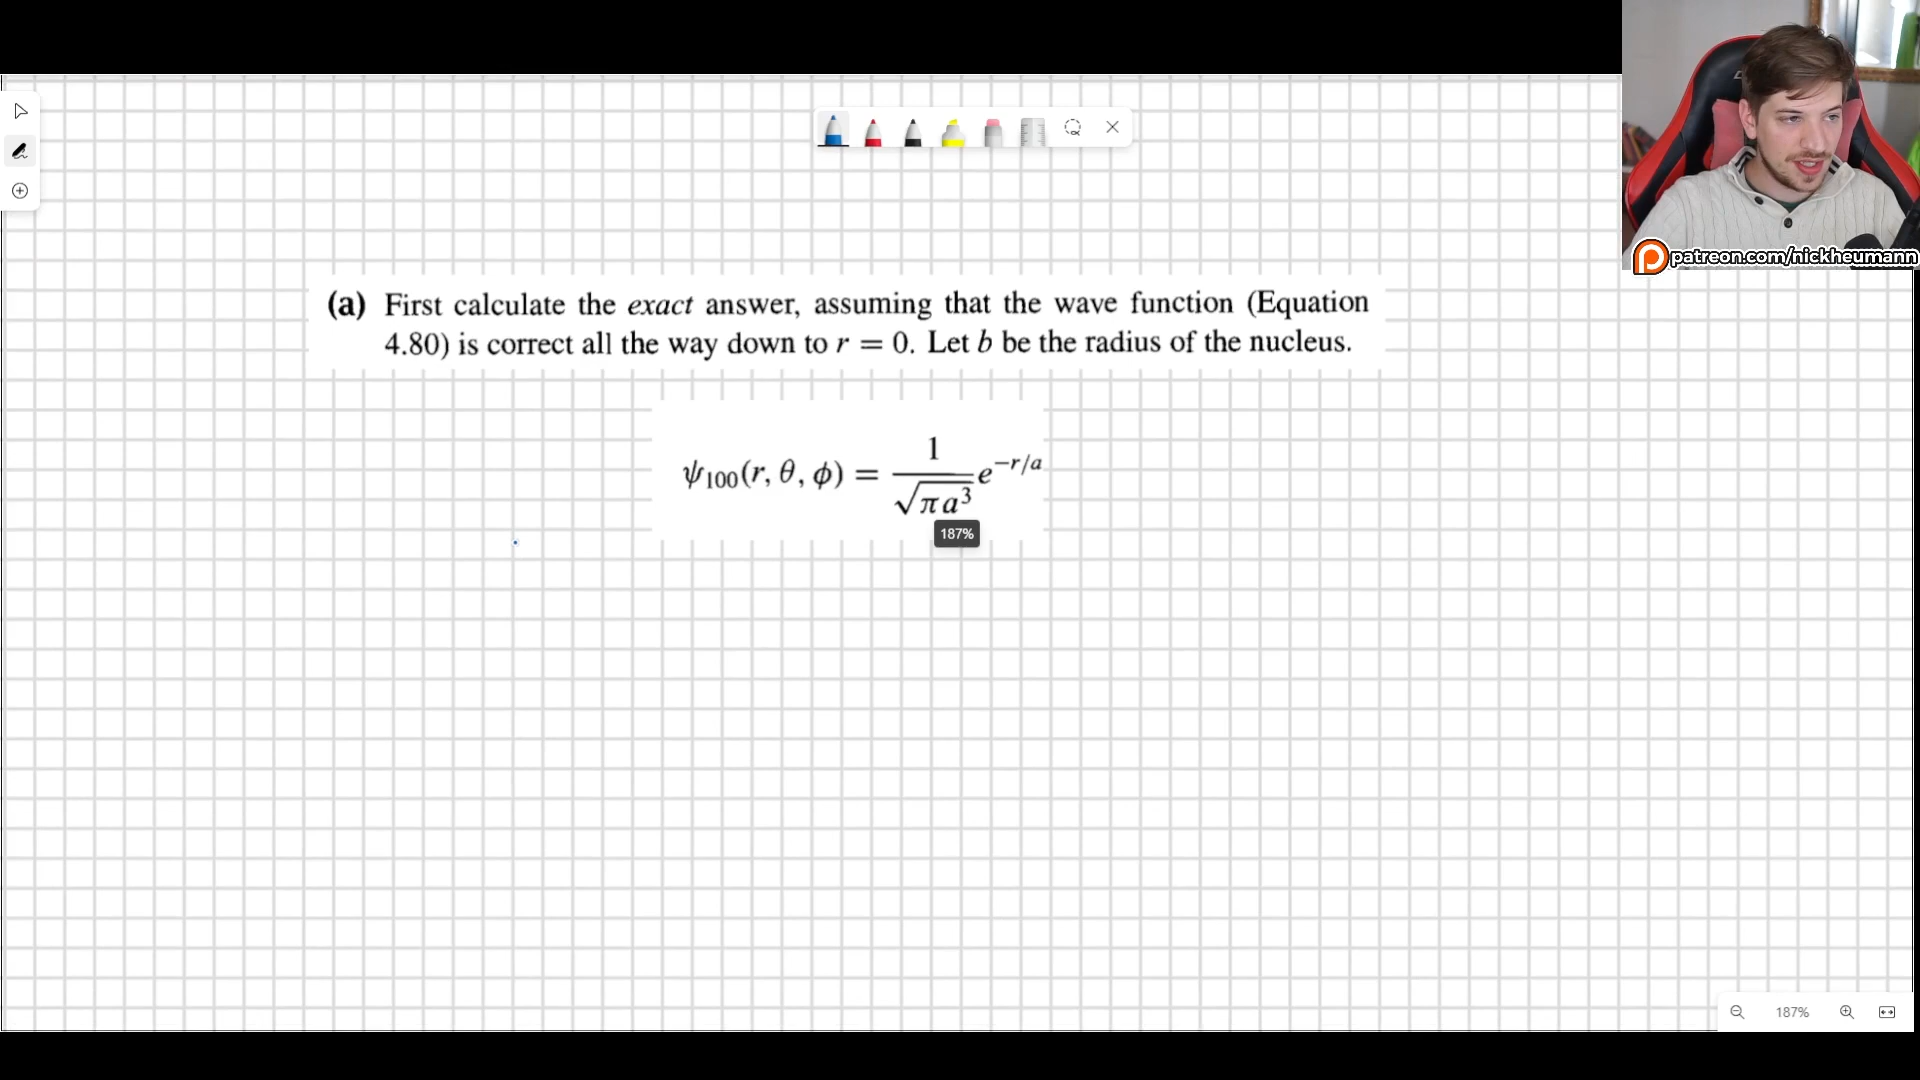 patreon.com/nickheumann
(a) First calculate the exact answer, assuming that the wave function (Equation
4.80) is correct all the way down to r = 0. Let b be the radius of the nucleus.
ψ₁₀₀(r, θ, ϕ) = 1/√(πa³) e^(−r/a)
187%
187%